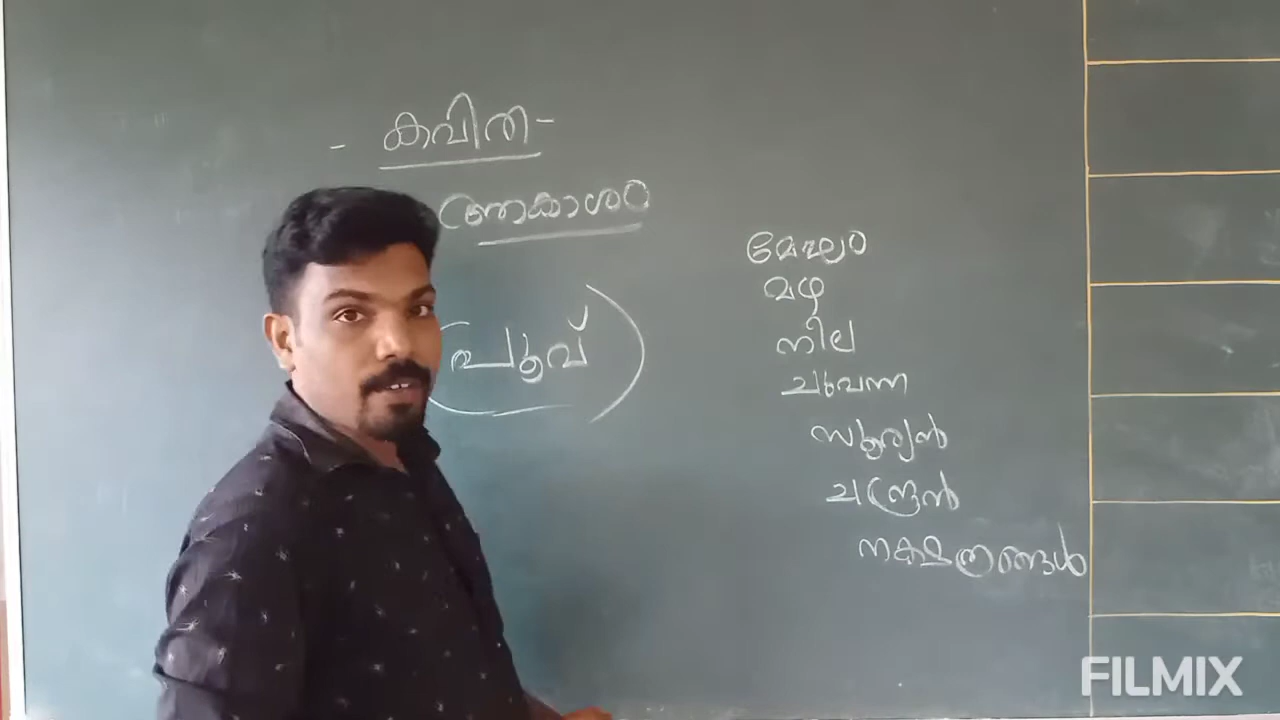 - കവിത -
ആകാശം
(പൂവ്)
മേഘം
മഴ
നീല
ചുവന്ന
സൂര്യൻ
ചന്ദ്രൻ
നക്ഷത്രങ്ങൾ
FILMIX